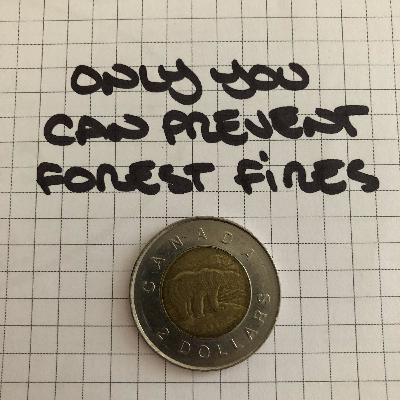 ONLY YOU
CAN PREVENT
FOREST FIRES
CANADA
2 DOLLARS